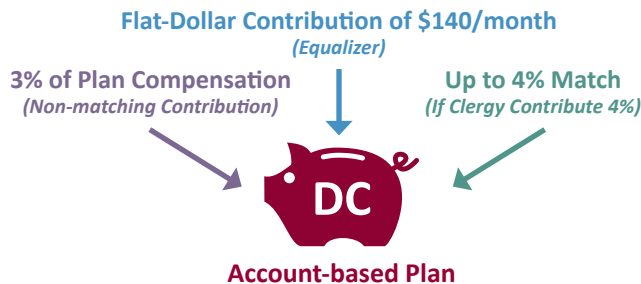 Flat-Dollar Contribution of $140/month
(Equalizer)
3% of Plan Compensation
(Non-matching Contribution)
Up to 4% Match
(If Clergy Contribute 4%)
DC
Account-based Plan